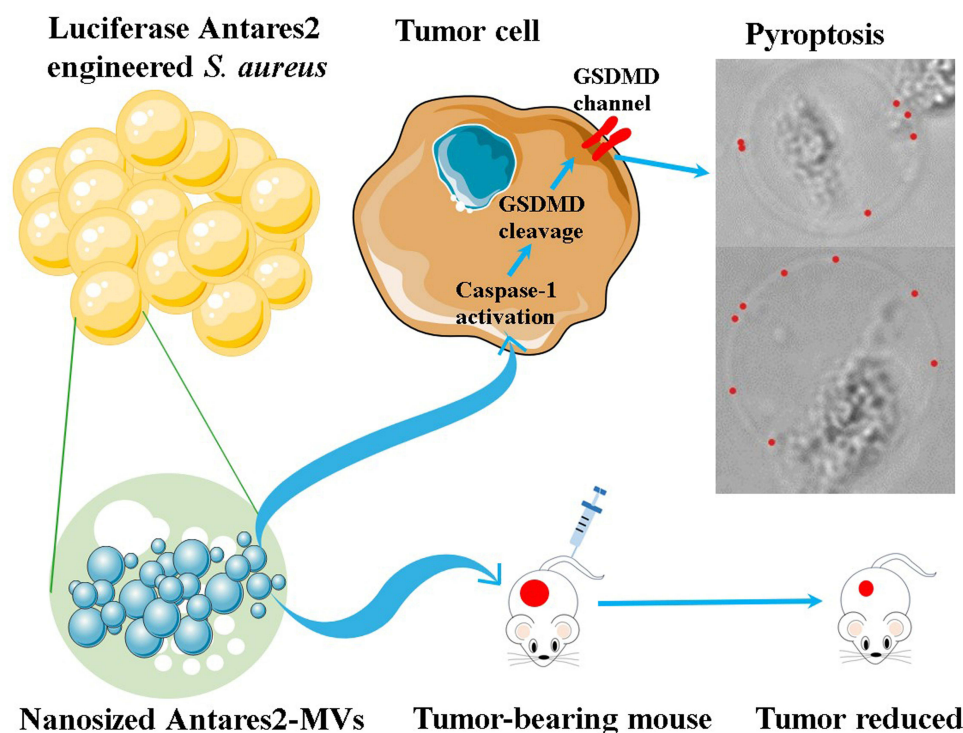 Luciferase Antares2
engineered S. aureus
Tumor cell
Pyroptosis
GSDMD
channel
GSDMD
cleavage
Caspase-1
activation
Nanosized Antares2-MVs
Tumor-bearing mouse
Tumor reduced